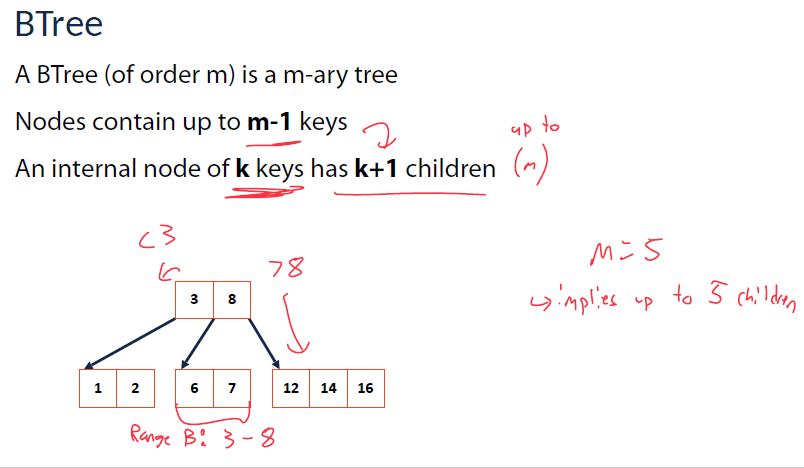 BTree
A BTree (of order m) is a m-ary tree
Nodes contain up to m-1 keys
up to
An internal node of k keys has k+1 children (m)
<3
>8
M=5
↳ implies up to 5 children
3 8
1 2 6 7 12 14 16
Range B: 3-8